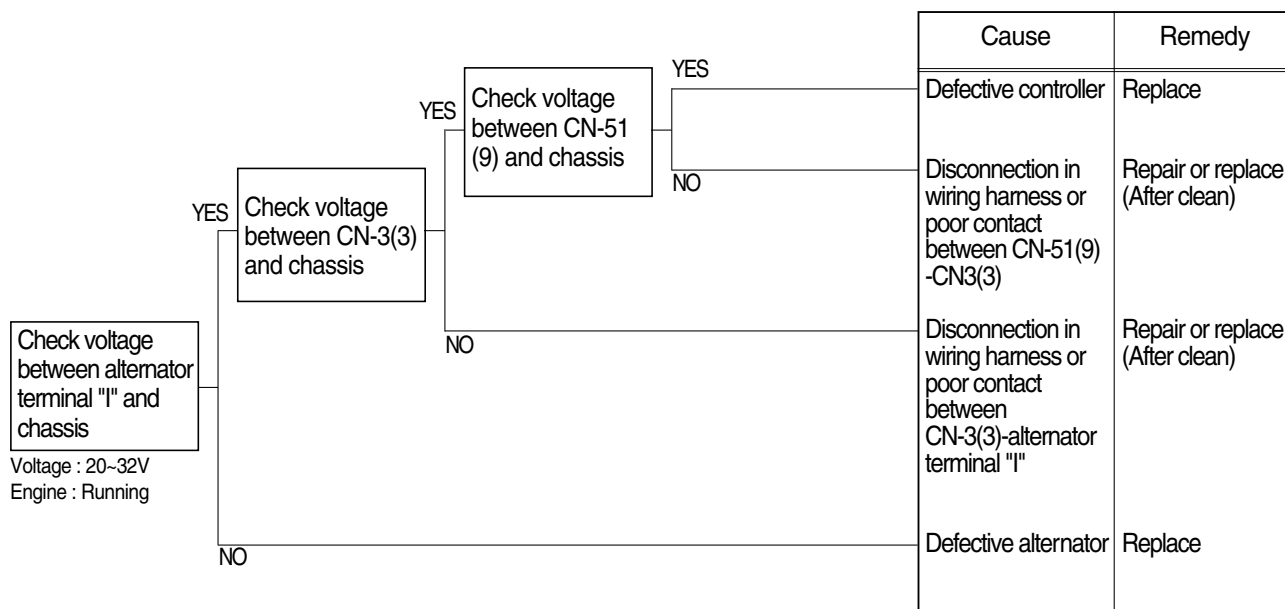 Cause
Remedy
YES
Defective controller
Replace
Check voltage
between CN-51
(9) and chassis
YES
NO
Disconnection in
wiring harness or
poor contact
between CN-51(9)
-CN3(3)
Repair or replace
(After clean)
YES
Check voltage
between CN-3(3)
and chassis
NO
Disconnection in
wiring harness or
poor contact
between
CN-3(3)-alternator
terminal "I"
Repair or replace
(After clean)
Check voltage
between alternator
terminal "I" and
chassis
Voltage : 20~32V
Engine : Running
NO
Defective alternator
Replace